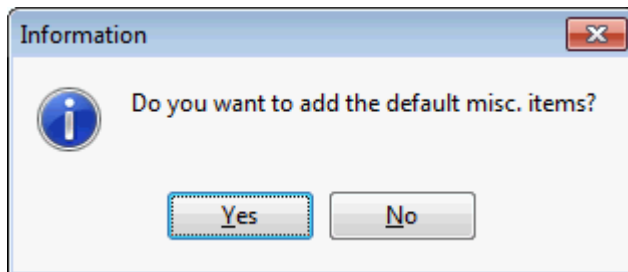 Information
Do you want to add the default misc. items?
Yes No